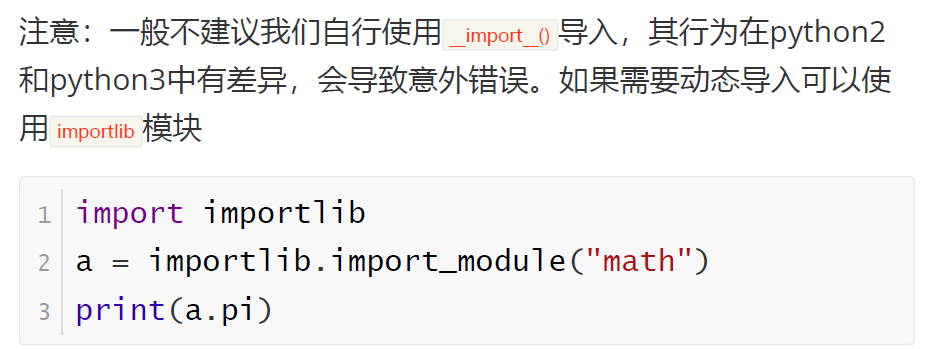 注意：一般不建议我们自行使用__import__()导入，其行为在python2
和python3中有差异，会导致意外错误。如果需要动态导入可以使
用importlib模块
1 import importlib
2 a = importlib.import_module("math")
3 print(a.pi)